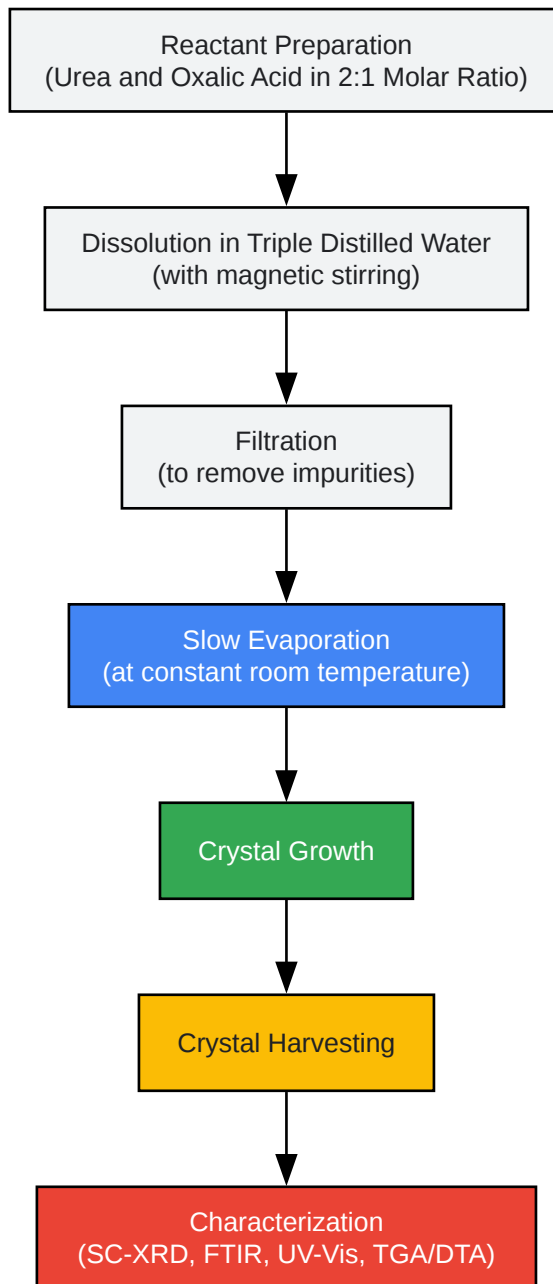 Reactant Preparation
(Urea and Oxalic Acid in 2:1 Molar Ratio)
Dissolution in Triple Distilled Water
(with magnetic stirring)
Filtration
(to remove impurities)
Slow Evaporation
(at constant room temperature)
Crystal Growth
Crystal Harvesting
Characterization
(SC-XRD, FTIR, UV-Vis, TGA/DTA)